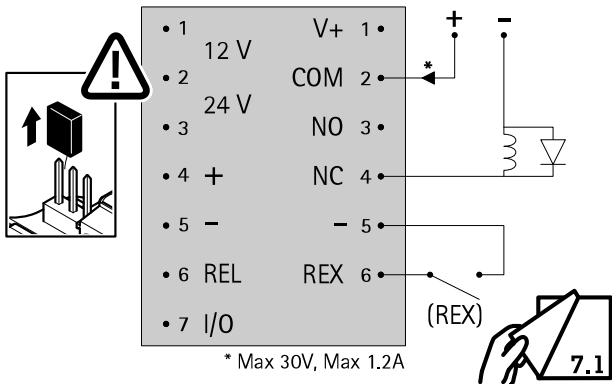 + -
1 V+ 1
12 V
2 COM 2 *
24 V
3 NO 3
4 + NC 4
5 - - 5
6 REL REX 6
(REX)
7 I/O
* Max 30V, Max 1.2A
7.1
!